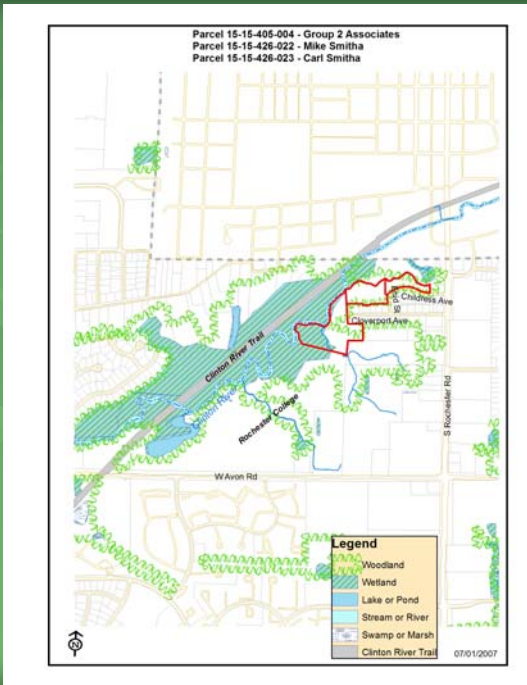 Parcel 15-15-405-004 - Group 2 Associates
Parcel 15-15-426-022 - Mike Smitha
Parcel 15-15-426-023 - Carl Smitha
Childress Ave
Cloverport Ave
Clinton River Trail
Clinton River
Rochester College
S Rochester Rd
W Avon Rd
Legend
Woodland
Wetland
Lake or Pond
Stream or River
Swamp or Marsh
Clinton River Trail
N
07/01/2007